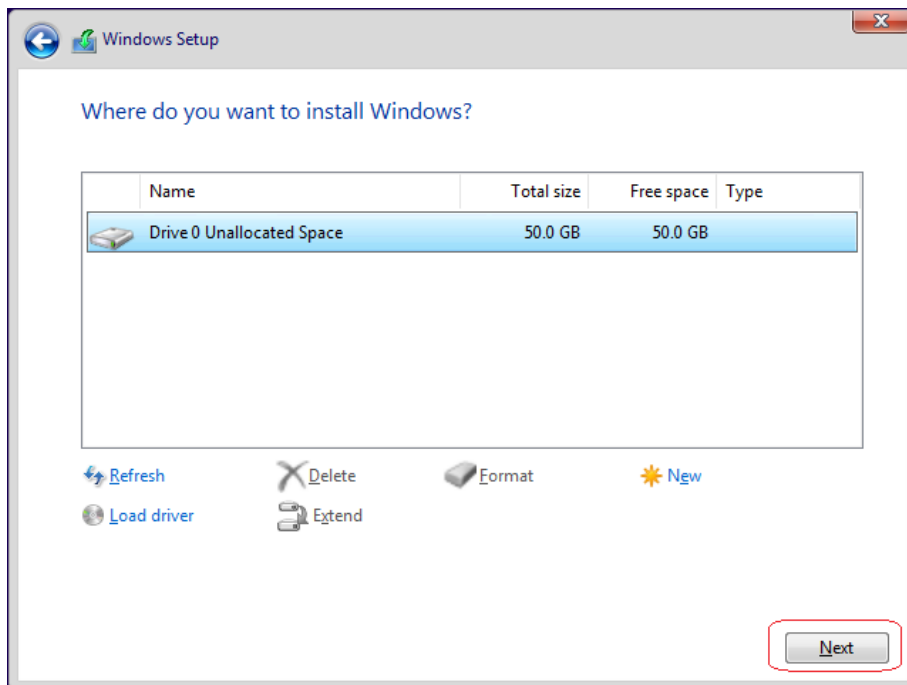 Windows Setup
Where do you want to install Windows?
Name Total size Free space Type
Drive 0 Unallocated Space 50.0 GB 50.0 GB
Refresh Delete Format New
Load driver Extend
Next